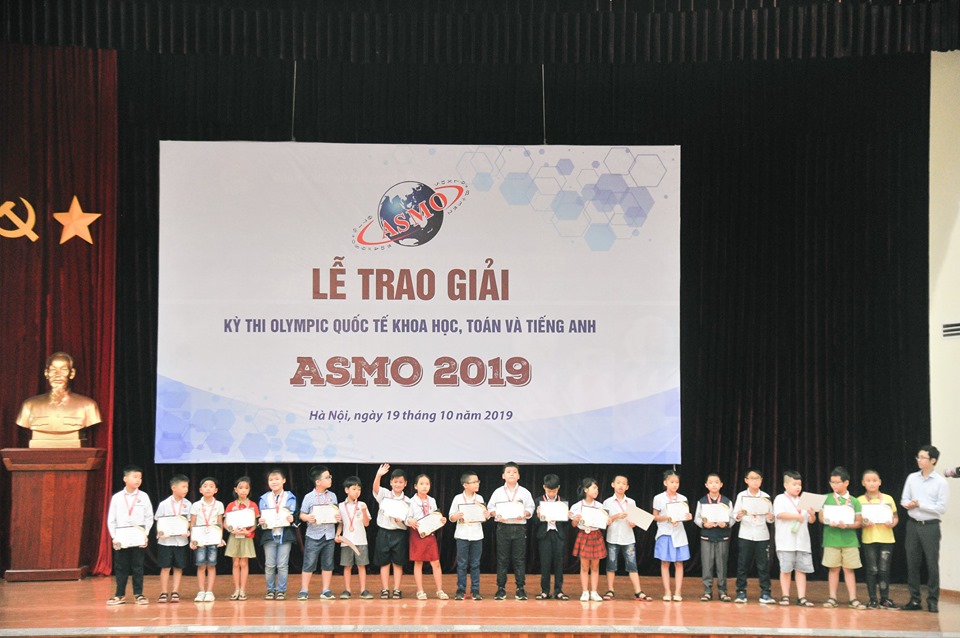 ASMO
LỄ TRAO GIẢI
KỲ THI OLYMPIC QUỐC TẾ KHOA HỌC, TOÁN VÀ TIẾNG ANH
ASMO 2019
Hà Nội, ngày 19 tháng 10 năm 2019